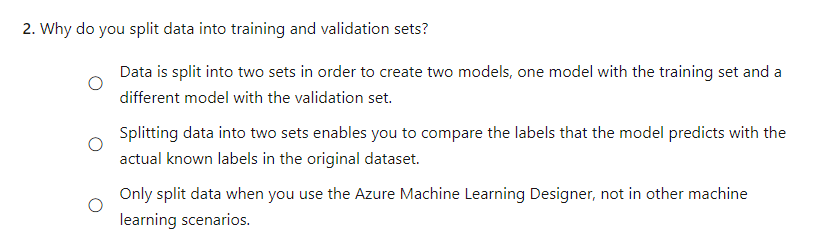 2. Why do you split data into training and validation sets?
Data is split into two sets in order to create two models, one model with the training set and a
different model with the validation set.
Splitting data into two sets enables you to compare the labels that the model predicts with the
actual known labels in the original dataset.
Only split data when you use the Azure Machine Learning Designer, not in other machine
learning scenarios.